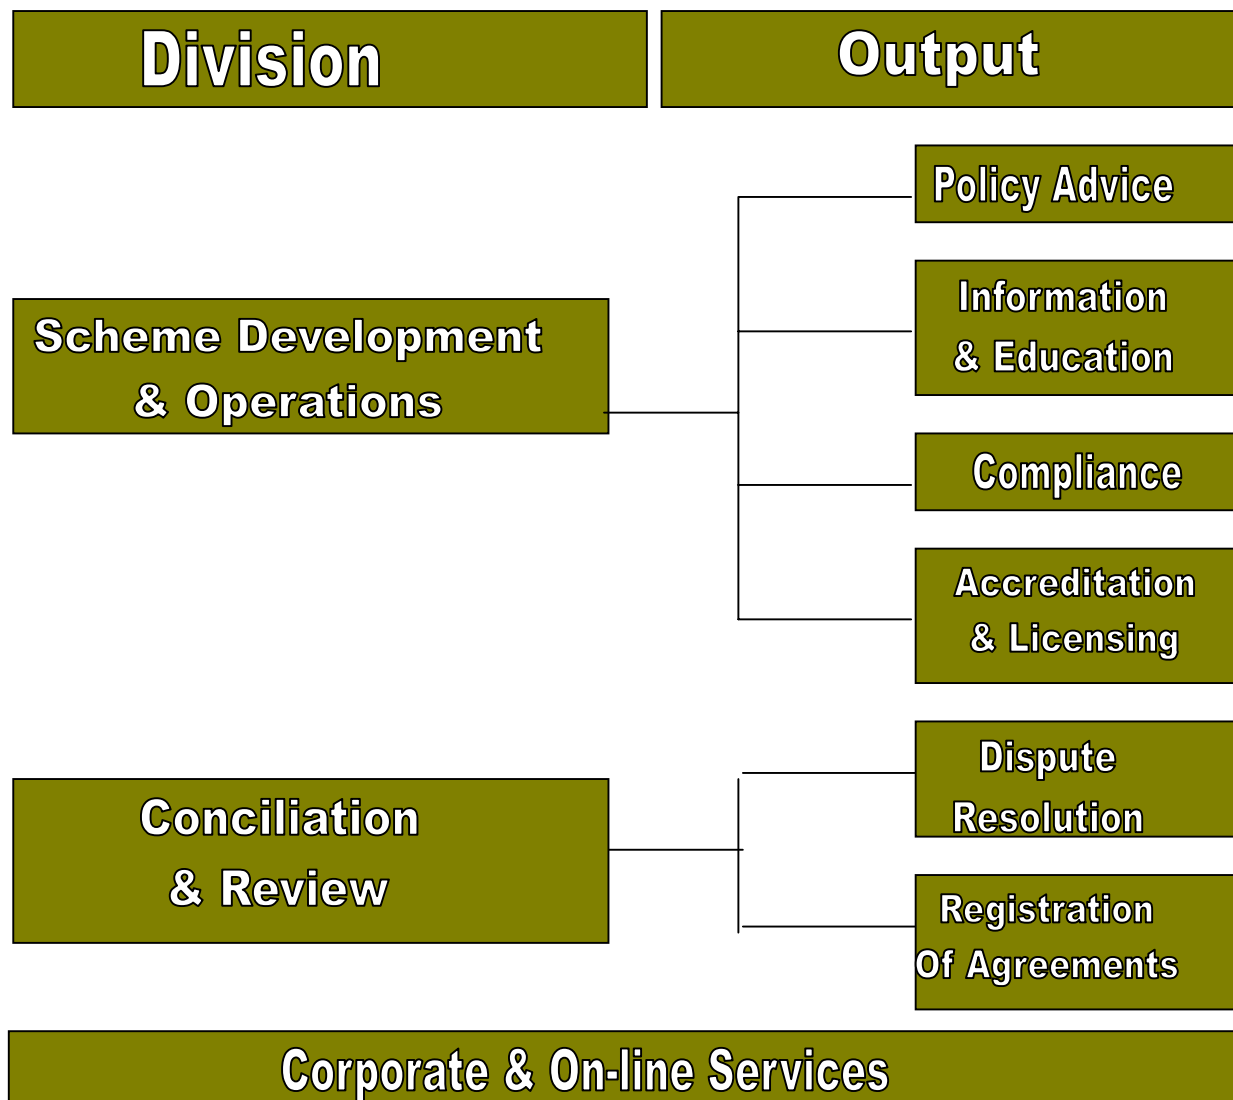 Division
Output
Policy Advice
Information
& Education
Scheme Development
& Operations
Compliance
Accreditation
& Licensing
Dispute
Resolution
Conciliation
& Review
Registration
Of Agreements
Corporate & On-line Services